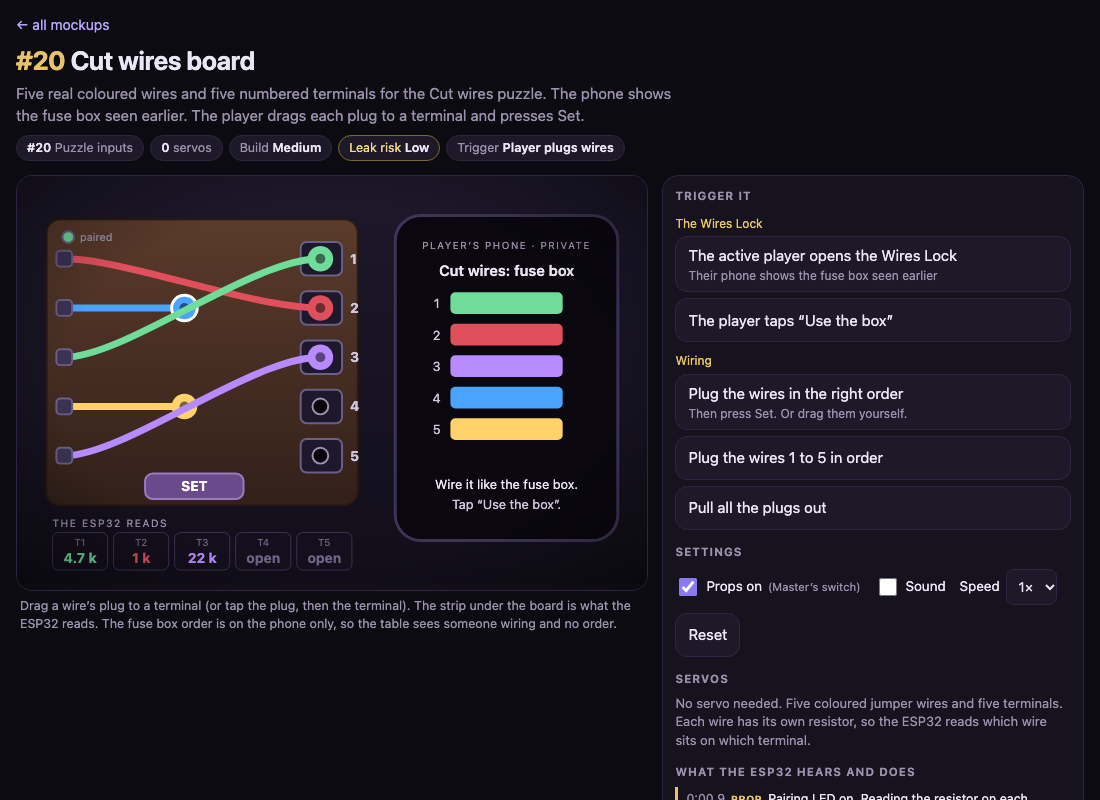 ← all mockups
#20 Cut wires board
Five real coloured wires and five numbered terminals for the Cut wires puzzle. The phone shows
the fuse box seen earlier. The player drags each plug to a terminal and presses Set.
#20 Puzzle inputs
0 servos
Build Medium
Leak risk Low
Trigger Player plugs wires
paired
1
2
3
4
5
SET
THE ESP32 READS
T1
4.7 k
T2
1 k
T3
22 k
T4
open
T5
open
PLAYER'S PHONE · PRIVATE
Cut wires: fuse box
1
2
3
4
5
Wire it like the fuse box.
Tap “Use the box”.
Drag a wire's plug to a terminal (or tap the plug, then the terminal). The strip under the board is what the
ESP32 reads. The fuse box order is on the phone only, so the table sees someone wiring and no order.
TRIGGER IT
The Wires Lock
The active player opens the Wires Lock
Their phone shows the fuse box seen earlier
The player taps “Use the box”
Wiring
Plug the wires in the right order
Then press Set. Or drag them yourself.
Plug the wires 1 to 5 in order
Pull all the plugs out
SETTINGS
Props on (Master's switch)
Sound
Speed
1×
Reset
SERVOS
No servo needed. Five coloured jumper wires and five terminals.
Each wire has its own resistor, so the ESP32 reads which wire
sits on which terminal.
WHAT THE ESP32 HEARS AND DOES
0:00.9 PROP Pairing LED on. Reading the resistor on each